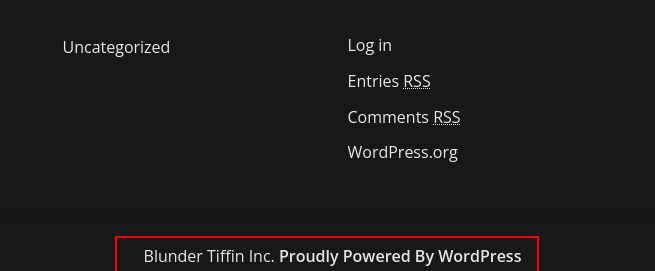 Uncategorized
Log in
Entries RSS
Comments RSS
WordPress.org
Blunder Tiffin Inc. Proudly Powered By WordPress